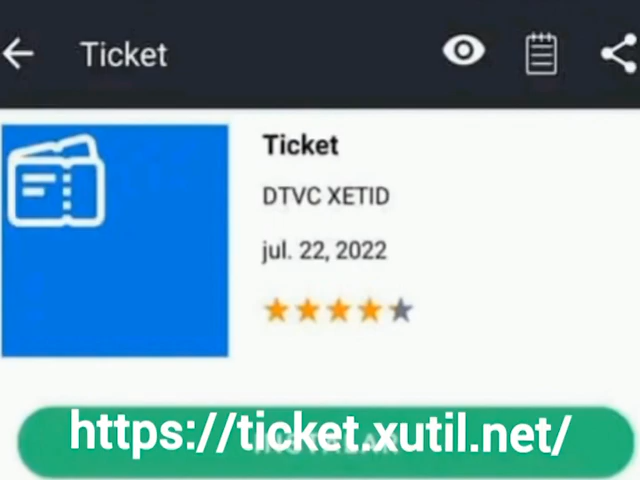 Ticket
Ticket
DTVC XETID
jul. 22, 2022
https://ticket.xutil.net/